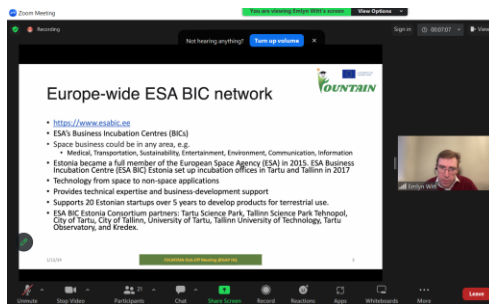 Zoom Meeting
You are viewing Emlyn Witt's screen
View Options
Recording
Not hearing anything?
Turn up volume
×
Sign in
00:07:07
View
FOUNTAIN
Europe-wide ESA BIC network
• https://www.esabic.ee
• ESA's Business Incubation Centres (BICs)
• Space business could be in any area, e.g.
• Medical, Transportation, Sustainability, Entertainment, Environment, Communication, Information
• Estonia became a full member of the European Space Agency (ESA) in 2015. ESA Business
Incubation Centre (ESA BIC) Estonia set up incubation offices in Tartu and Tallinn in 2017
• Technology from space to non-space applications
• Provides technical expertise and business-development support
• Supports 20 Estonian startups over 5 years to develop products for terrestrial use.
• ESA BIC Estonia Consortium partners: Tartu Science Park, Tallinn Science Park Tehnopol,
City of Tartu, City of Tallinn, University of Tartu, Tallinn University of Technology, Tartu
Observatory, and Kredex.
Emlyn Witt
Unmute
Stop Video
Participants
21
Chat
Share Screen
Record
Reactions
Apps
Whiteboards
More
Leave